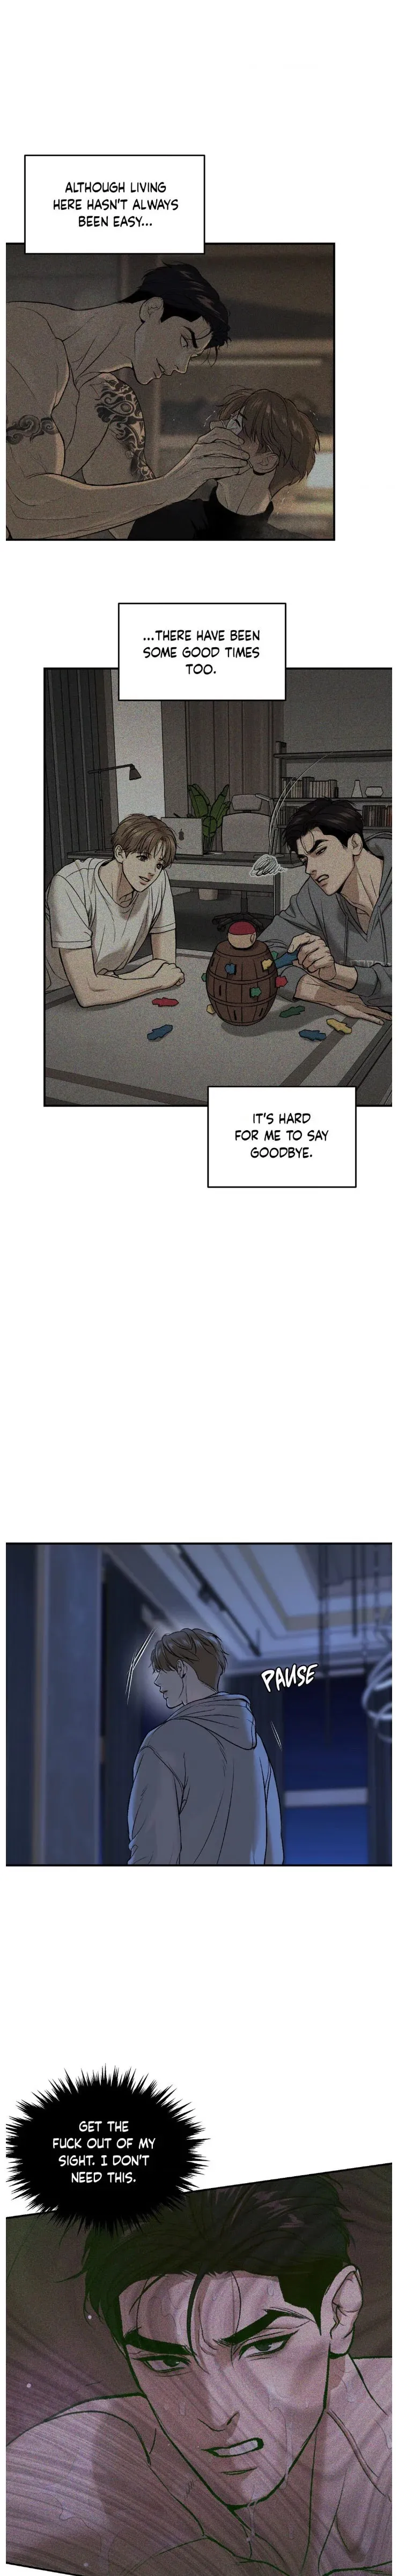 ALTHOUGH LIVING
HERE HASN'T ALWAYS
BEEN EASY...
...THERE HAVE BEEN
SOME GOOD TIMES
TOO.
IT'S HARD
FOR ME TO SAY
GOODBYE.
PAUSE
GET THE
FUCK OUT OF MY
SIGHT. I DON'T
NEED THIS.